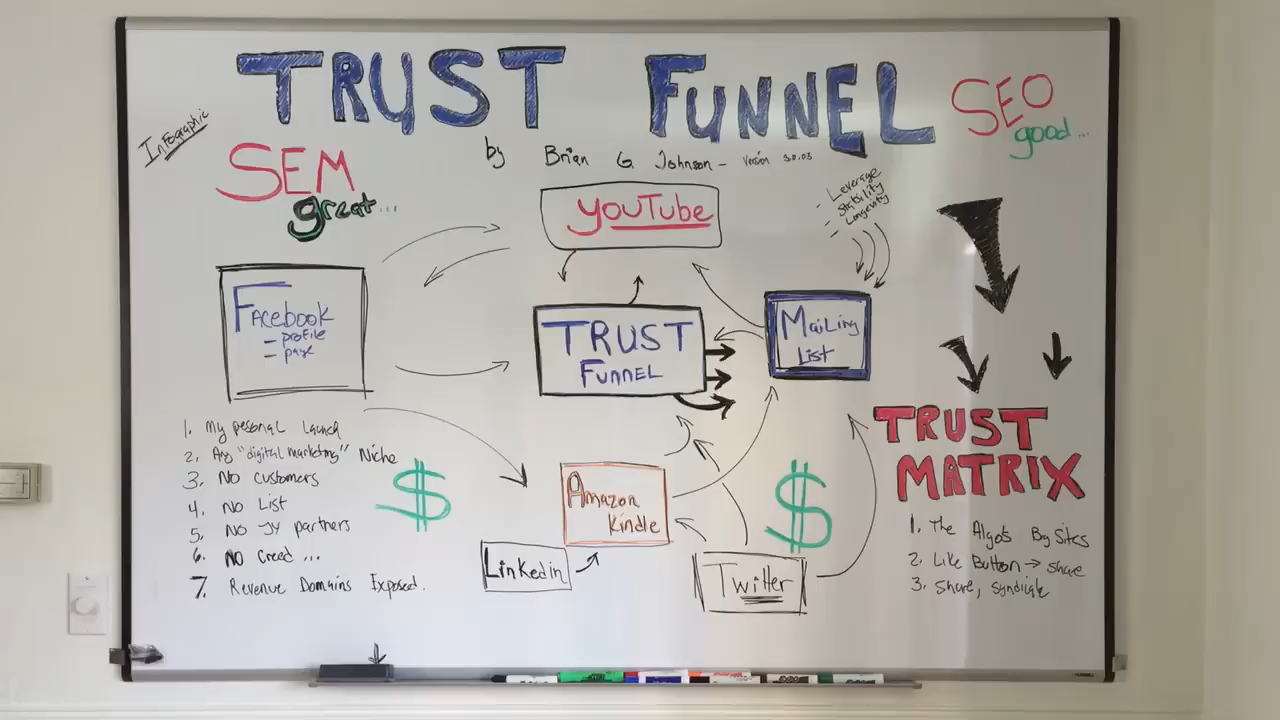 TRUST FUNNEL
Infographic
SEO
good...
by Brian G. Johnson - Version 3.0.03
SEM
great...
- Leverage
- Stability
- Longevity
YouTube
Facebook
- profile
- page
TRUST
FUNNEL
Mailing
List
1. My personal Launch
2. Any "digital marketing" Niche
3. No customers
4. No List
5. No JV partners
6. No Creed ...
7. Revenue Domains Exposed.
$
Amazon
Kindle
Linkedin
$
Twitter
TRUST
MATRIX
1. The Algo's Big Sites
2. Like Button → share
3. Share, syndicate